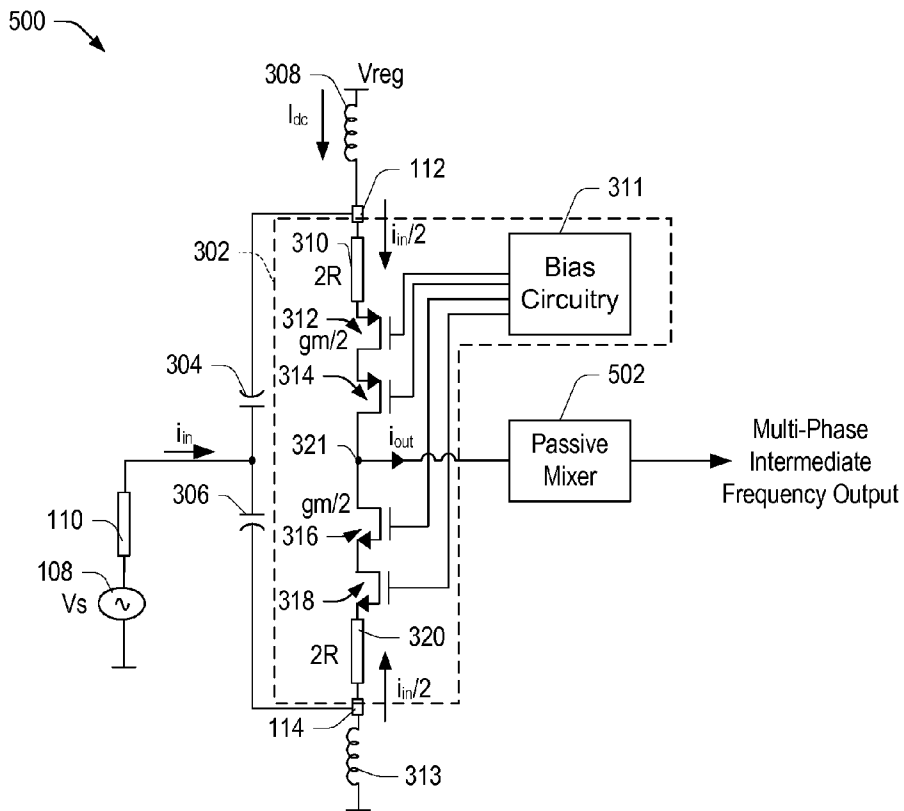 500
308
Vreg
Idc
112
311
302
310
iin/2
2R
Bias
Circuitry
312
gm/2
304
314
502
iin
321
iout
Passive
Mixer
Multi-Phase
Intermediate
Frequency Output
306
gm/2
110
316
108
318
Vs
320
2R
iin/2
114
313